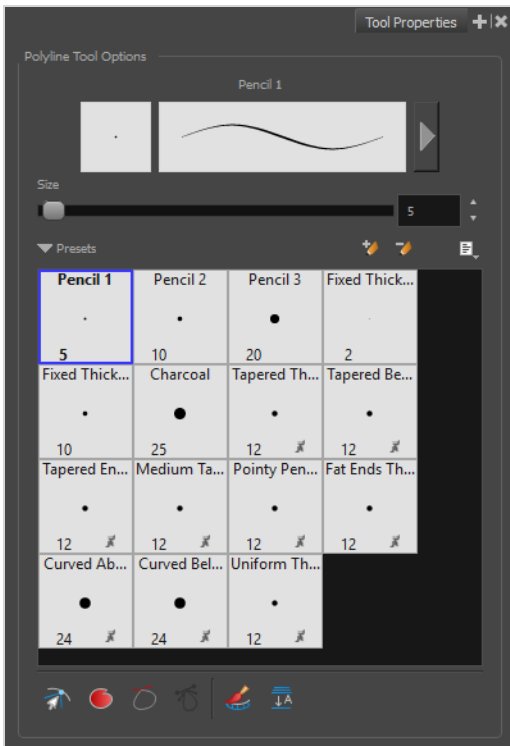 Tool Properties
Polyline Tool Options
Pencil 1
Size
5
Presets
Pencil 1 Pencil 2 Pencil 3 Fixed Thick...
5 10 20 2
Fixed Thick... Charcoal Tapered Th... Tapered Be...
10 25 12 12
Tapered En... Medium Ta... Pointy Pen... Fat Ends Th...
12 12 12 12
Curved Ab... Curved Bel... Uniform Th...
24 24 12
A